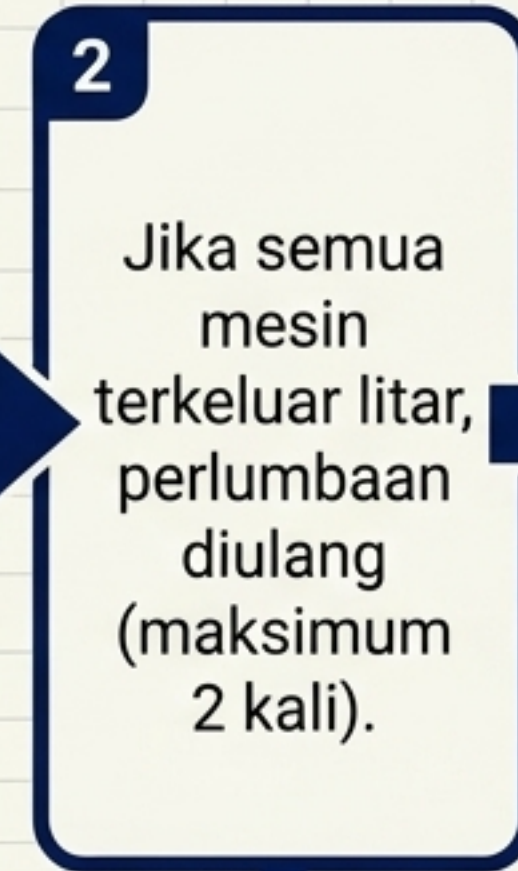 2
Jika semua
mesin
terkeluar litar,
perlumbaan
diulang
(maksimum
2 kali).